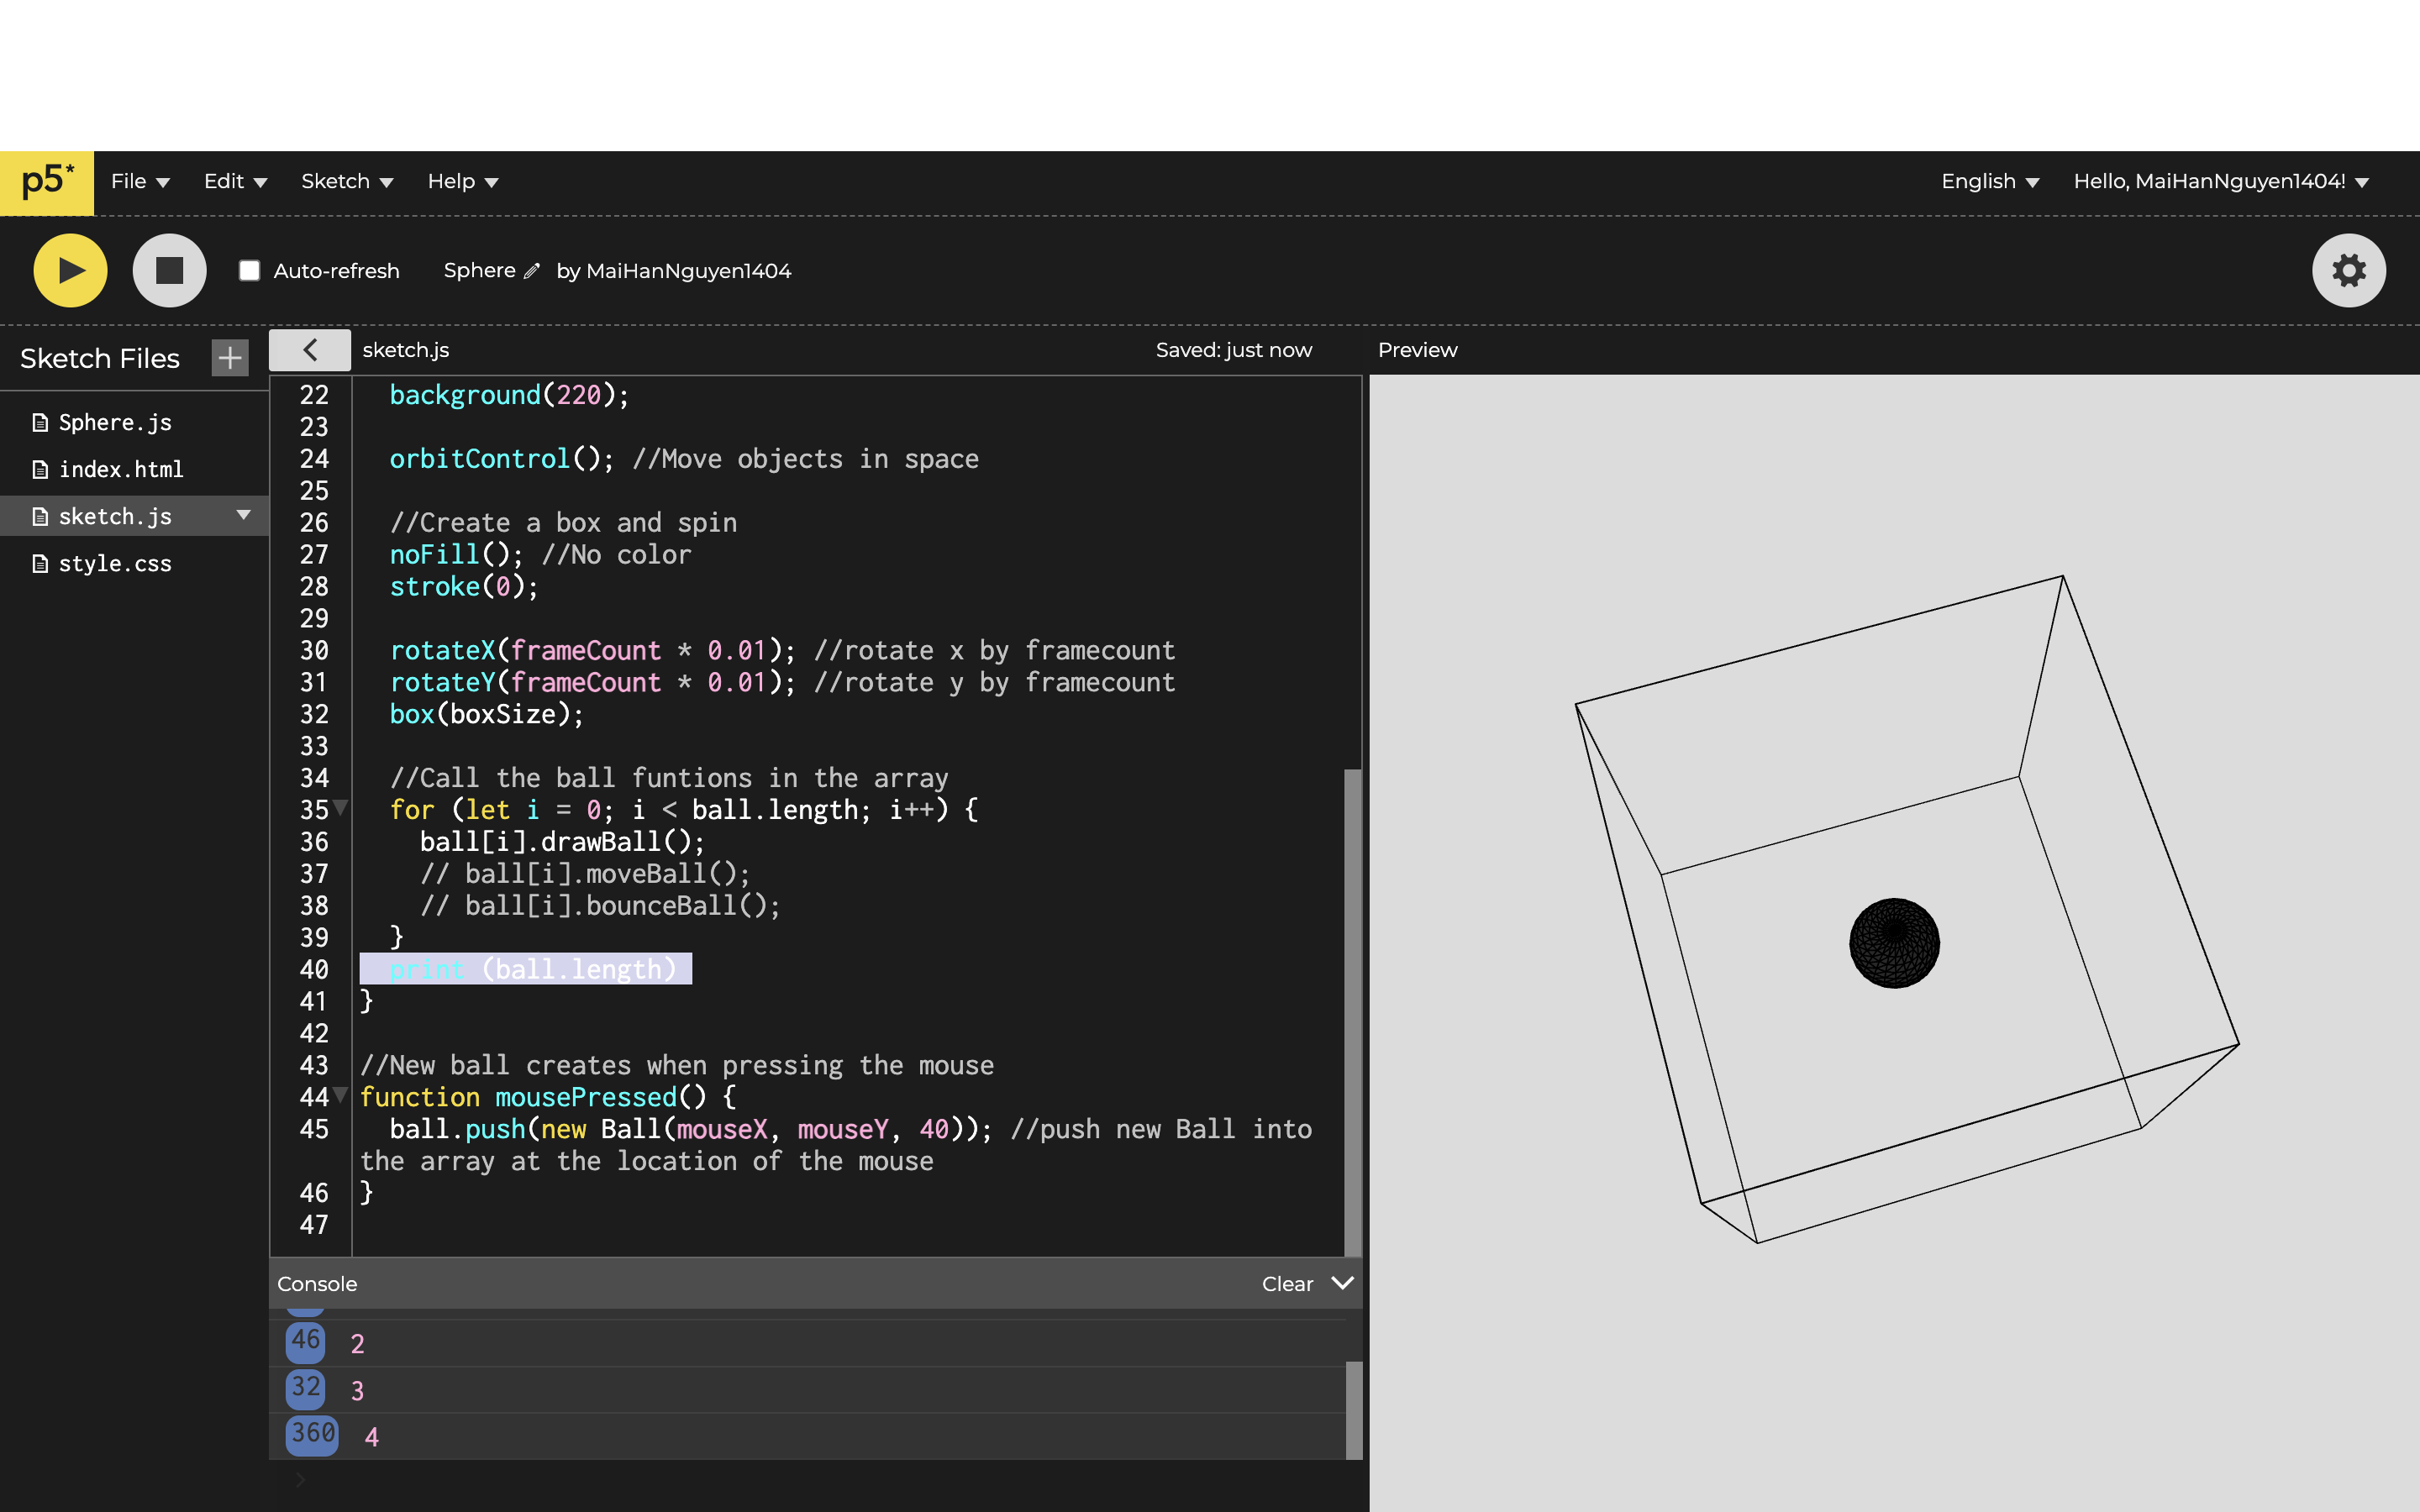 p5* File Edit Sketch Help English Hello, MaiHanNguyen1404!
Auto-refresh Sphere by MaiHanNguyen1404
Sketch Files
Sphere.js
index.html
sketch.js
style.css
sketch.js Saved: just now Preview
22 background(220);
23
24 orbitControl(); //Move objects in space
25
26 //Create a box and spin
27 noFill(); //No color
28 stroke(0);
29
30 rotateX(frameCount * 0.01); //rotate x by framecount
31 rotateY(frameCount * 0.01); //rotate y by framecount
32 box(boxSize);
33
34 //Call the ball funtions in the array
35 for (let i = 0; i < ball.length; i++) {
36 ball[i].drawBall();
37 // ball[i].moveBall();
38 // ball[i].bounceBall();
39 }
40 print (ball.length)
41 }
42
43 //New ball creates when pressing the mouse
44 function mousePressed() {
45 ball.push(new Ball(mouseX, mouseY, 40)); //push new Ball into
the array at the location of the mouse
46 }
47
Console Clear
46 2
32 3
360 4